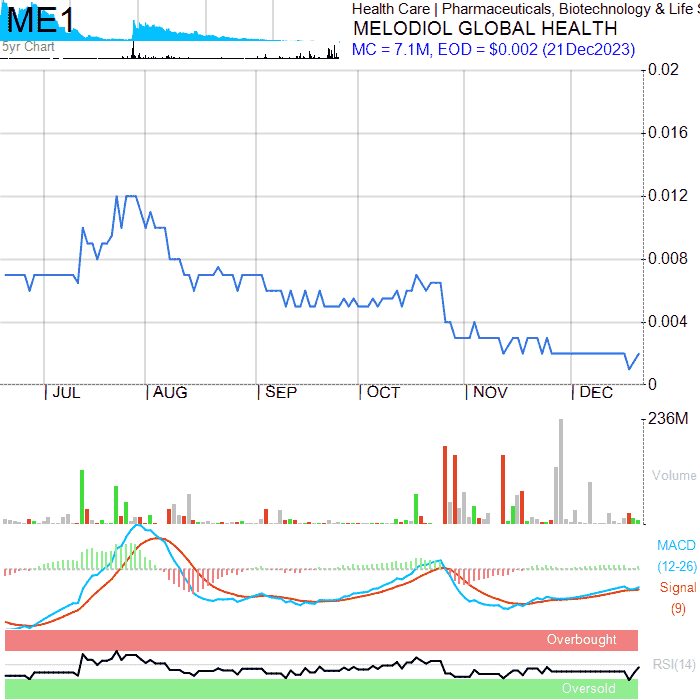 ME1
5yr Chart
Health Care | Pharmaceuticals, Biotechnology & Life S
MELODIOL GLOBAL HEALTH
MC = 7.1M, EOD = $0.002 (21Dec2023)
0.02
0.016
0.012
0.008
0.004
0
JUL AUG SEP OCT NOV DEC
236M
Volume
MACD
(12-26)
Signal
(9)
Overbought
RSI(14)
Oversold